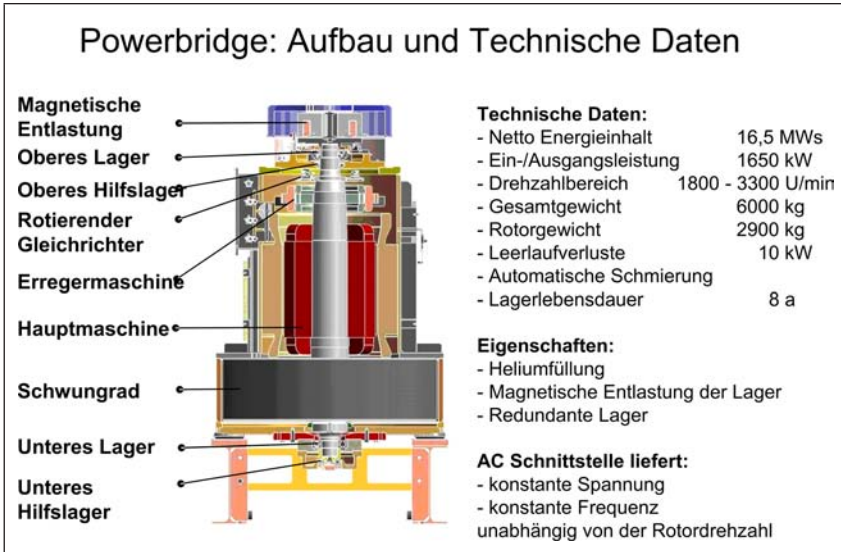 Powerbridge: Aufbau und Technische Daten
Magnetische
Entlastung
Oberes Lager
Oberes Hilfslager
Rotierender
Gleichrichter
Erregermaschine
Hauptmaschine
Schwungrad
Unteres Lager
Unteres
Hilfslager
Technische Daten:
- Netto Energieinhalt 16,5 MWs
- Ein-/Ausgangsleistung 1650 kW
- Drehzahlbereich 1800 - 3300 U/min
- Gesamtgewicht 6000 kg
- Rotorgewicht 2900 kg
- Leerlaufverluste 10 kW
- Automatische Schmierung
- Lagerlebensdauer 8 a
Eigenschaften:
- Heliumfüllung
- Magnetische Entlastung der Lager
- Redundante Lager
AC Schnittstelle liefert:
- konstante Spannung
- konstante Frequenz
unabhängig von der Rotordrehzahl